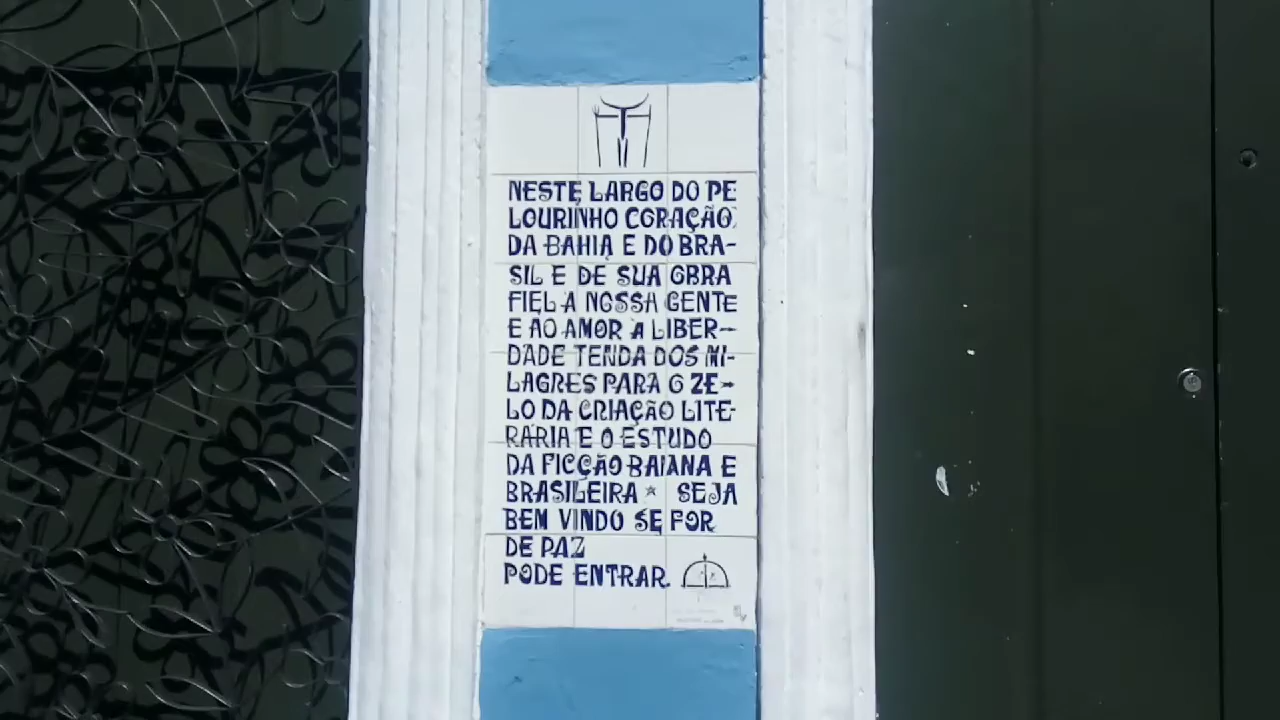 NESTE LARGO DO PE
LOURINHO CORAÇÃO
DA BAHIA E DO BRA-
SIL E DE SUA OBRA
FIEL A NOSSA GENTE
E AO AMOR A LIBER-
DADE TENDA DOS MI-
LAGRES PARA O ZE-
LO DA CRIAÇÃO LITE-
RARIA E O ESTUDO
DA FICÇÃO BAIANA E
BRASILEIRA * SEJA
BEM VINDO SE FOR
DE PAZ
PODE ENTRAR.